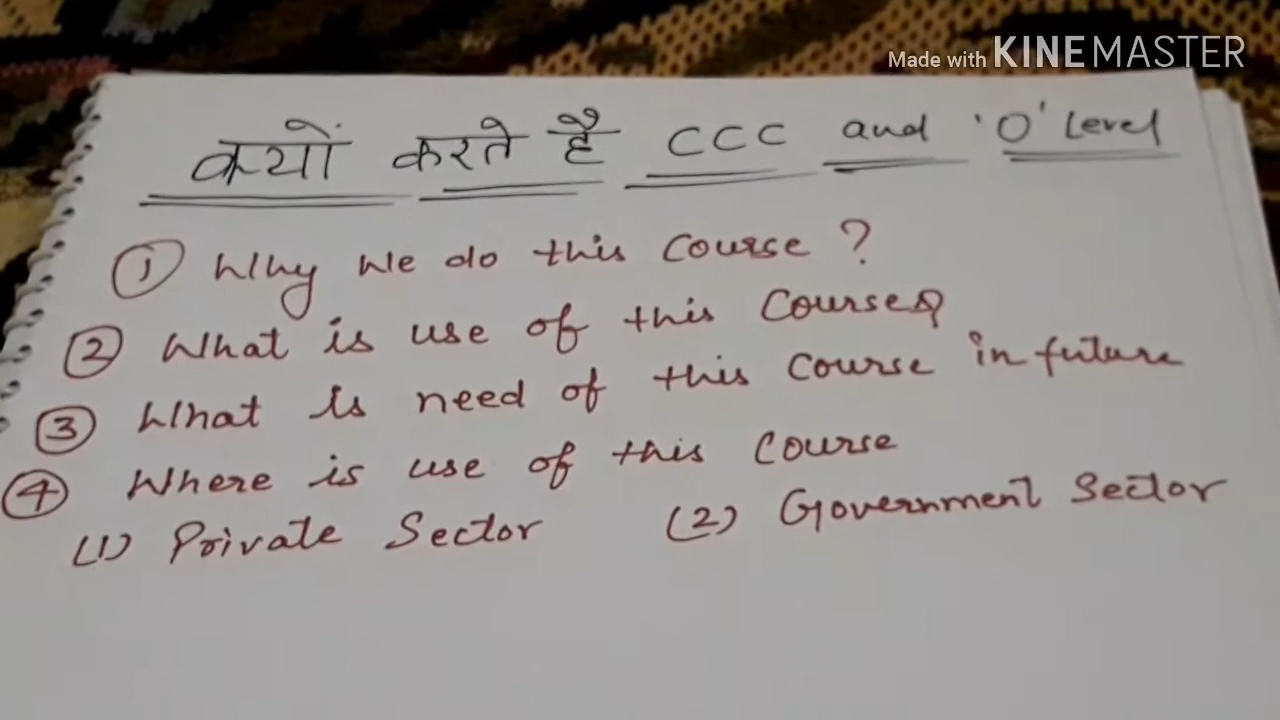 Made with KINEMASTER
क्यों करते है CCC and 'O' Level
① Why We do this Course ?
② What is use of this Course?
③ What is need of this Course in future
④ Where is use of this Course
(1) Private Sector (2) Government Sector